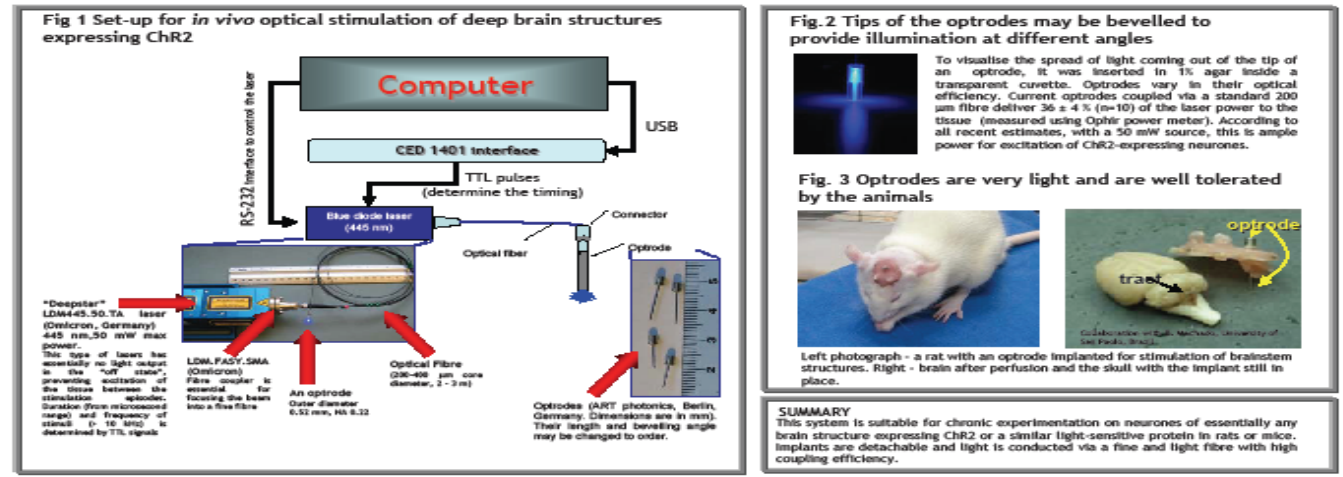 Fig 1 Set-up for in vivo optical stimulation of deep brain structures
expressing ChR2
Computer
RS-232 Interface to control the laser
USB
CED 1401 interface
TTL pulses
(determine the timing)
Blue diode laser
(445 nm)
Connector
Optical fiber
Optrode
"Deepstar"
LDM445.50.TA laser
(Omicron, Germany)
445 nm,50 mW max
power.
This type of lasers has
essentially no light output
in the "off state",
preventing excitation of
the tissue between the
stimulation episodes.
Duration (from microsecond
range) and frequency of
stimuli (> 10 kHz) is
determined by TTL signals
LDM.FASY.SMA
(Omicron)
Fibre coupler is
essential for
focusing the beam
into a fine fibre
An optrode
Outer diameter
0.52 mm, NA 0.22
Optical Fibre
(200-400 µm core
diameter, 2 - 3 m)
5
4
3
2
Optrodes (ART photonics, Berlin,
Germany. Dimensions are in mm).
Their length and bevelling angle
may be changed to order.
Fig.2 Tips of the optrodes may be bevelled to
provide illumination at different angles
To visualise the spread of light coming out of the tip of
an optrode, it was inserted in 1% agar inside a
transparent cuvette. Optrodes vary in their optical
efficiency. Current optrodes coupled via a standard 200
µm fibre deliver 36 ± 4 % (n=10) of the laser power to the
tissue (measured using Ophir power meter). According to
all recent estimates, with a 50 mW source, this is ample
power for excitation of ChR2-expressing neurones.
Fig. 3 Optrodes are very light and are well tolerated
by the animals
optrode
tract
Collaboration with B. Machado, University of
Sao Paulo, Brazil.
Left photograph - a rat with an optrode implanted for stimulation of brainstem
structures. Right - brain after perfusion and the skull with the implant still in
place.
SUMMARY
This system is suitable for chronic experimentation on neurones of essentially any
brain structure expressing ChR2 or a similar light-sensitive protein in rats or mice.
Implants are detachable and light is conducted via a fine and light fibre with high
coupling efficiency.